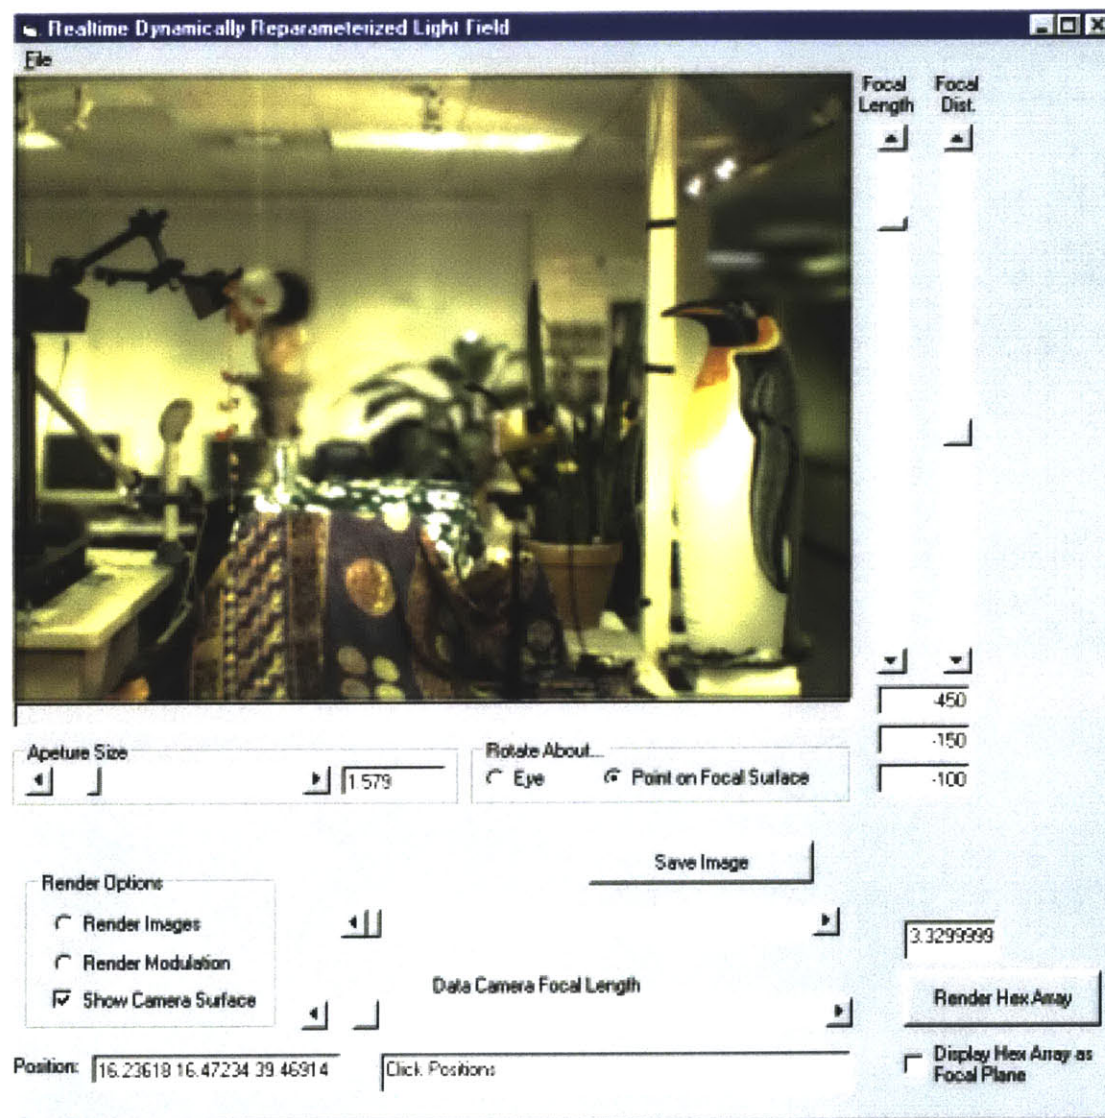 Realtime Dynamically Reparameterized Light Field
File
Focal Length
Focal Dist.
-450
-150
-100
Apeture Size
1.579
Rotate About...
Eye
Point on Focal Surface
Save Image
Render Options
Render Images
Render Modulation
Show Camera Surface
3.3299999
Data Camera Focal Length
Render Hex Array
Position:
16.23618 16.47234 39.46914
Click Positions
Display Hex Array as
Focal Plane